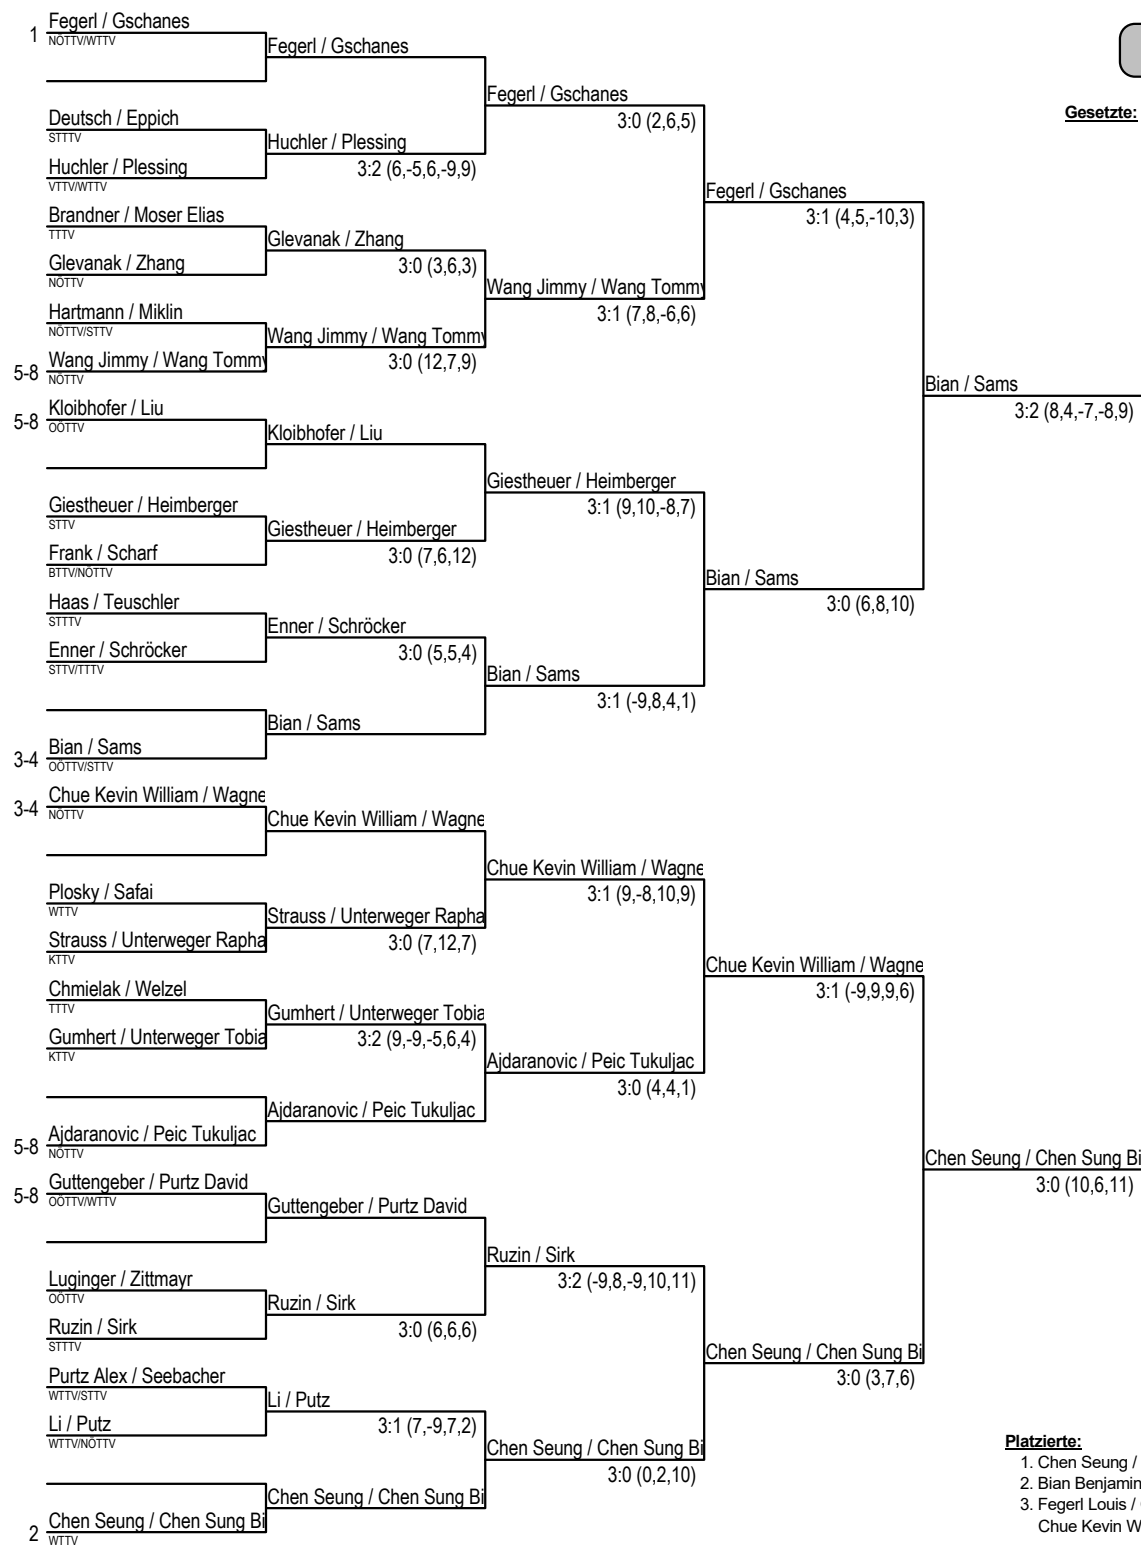 Fegerl / Gschanes
1
NÖTTV/WTTV
Deutsch / Eppich
STTTV
Huchler / Plessing
VTTV/WTTV
Brandner / Moser Elias
TTTV
Glevanak / Zhang
NÖTTV
Hartmann / Miklin
NÖTTV/STTV
Wang Jimmy / Wang Tommy
5-8
NÖTTV
Kloibhofer / Liu
5-8
OÖTTV
Giestheuer / Heimberger
STTV
Frank / Scharf
BTTV/NÖTTV
Haas / Teuschler
STTTV
Enner / Schröcker
STTV/TTTV
Bian / Sams
3-4
OÖTTV/STTV
Chue Kevin William / Wagne
3-4
NÖTTV
Plosky / Safai
WTTV
Strauss / Unterweger Rapha
KTTV
Chmielak / Welzel
TTTV
Gumhert / Unterweger Tobia
KTTV
Ajdaranovic / Peic Tukuljac
5-8
NÖTTV
Guttengeber / Purtz David
5-8
OÖTTV/WTTV
Luginger / Zittmayr
OÖTTV
Ruzin / Sirk
STTTV
Purtz Alex / Seebacher
WTTV/STTV
Li / Putz
WTTV/NÖTTV
Chen Seung / Chen Sung Bi
2
WTTV
Fegerl / Gschanes
Huchler / Plessing
3:2 (6,-5,6,-9,9)
Glevanak / Zhang
3:0 (3,6,3)
Wang Jimmy / Wang Tommy
3:0 (12,7,9)
Kloibhofer / Liu
Giestheuer / Heimberger
3:0 (7,6,12)
Enner / Schröcker
3:0 (5,5,4)
Bian / Sams
Chue Kevin William / Wagne
Strauss / Unterweger Rapha
3:0 (7,12,7)
Gumhert / Unterweger Tobia
3:2 (9,-9,-5,6,4)
Ajdaranovic / Peic Tukuljac
Guttengeber / Purtz David
Ruzin / Sirk
3:0 (6,6,6)
Li / Putz
3:1 (7,-9,7,2)
Chen Seung / Chen Sung Bi
Fegerl / Gschanes
3:0 (2,6,5)
Wang Jimmy / Wang Tommy
3:1 (7,8,-6,6)
Giestheuer / Heimberger
3:1 (9,10,-8,7)
Bian / Sams
3:1 (-9,8,4,1)
Chue Kevin William / Wagne
3:1 (9,-8,10,9)
Ajdaranovic / Peic Tukuljac
3:0 (4,4,1)
Ruzin / Sirk
3:2 (-9,8,-9,10,11)
Chen Seung / Chen Sung Bi
3:0 (0,2,10)
Fegerl / Gschanes
3:1 (4,5,-10,3)
Bian / Sams
3:0 (6,8,10)
Chue Kevin William / Wagne
3:1 (-9,9,9,6)
Chen Seung / Chen Sung Bi
3:0 (3,7,6)
Bian / Sams
3:2 (8,4,-7,-8,9)
Chen Seung / Chen Sung Bi
3:0 (10,6,11)
Gesetzte:
Platzierte:
1. Chen Seung /
2. Bian Benjamin
3. Fegerl Louis /
Chue Kevin W